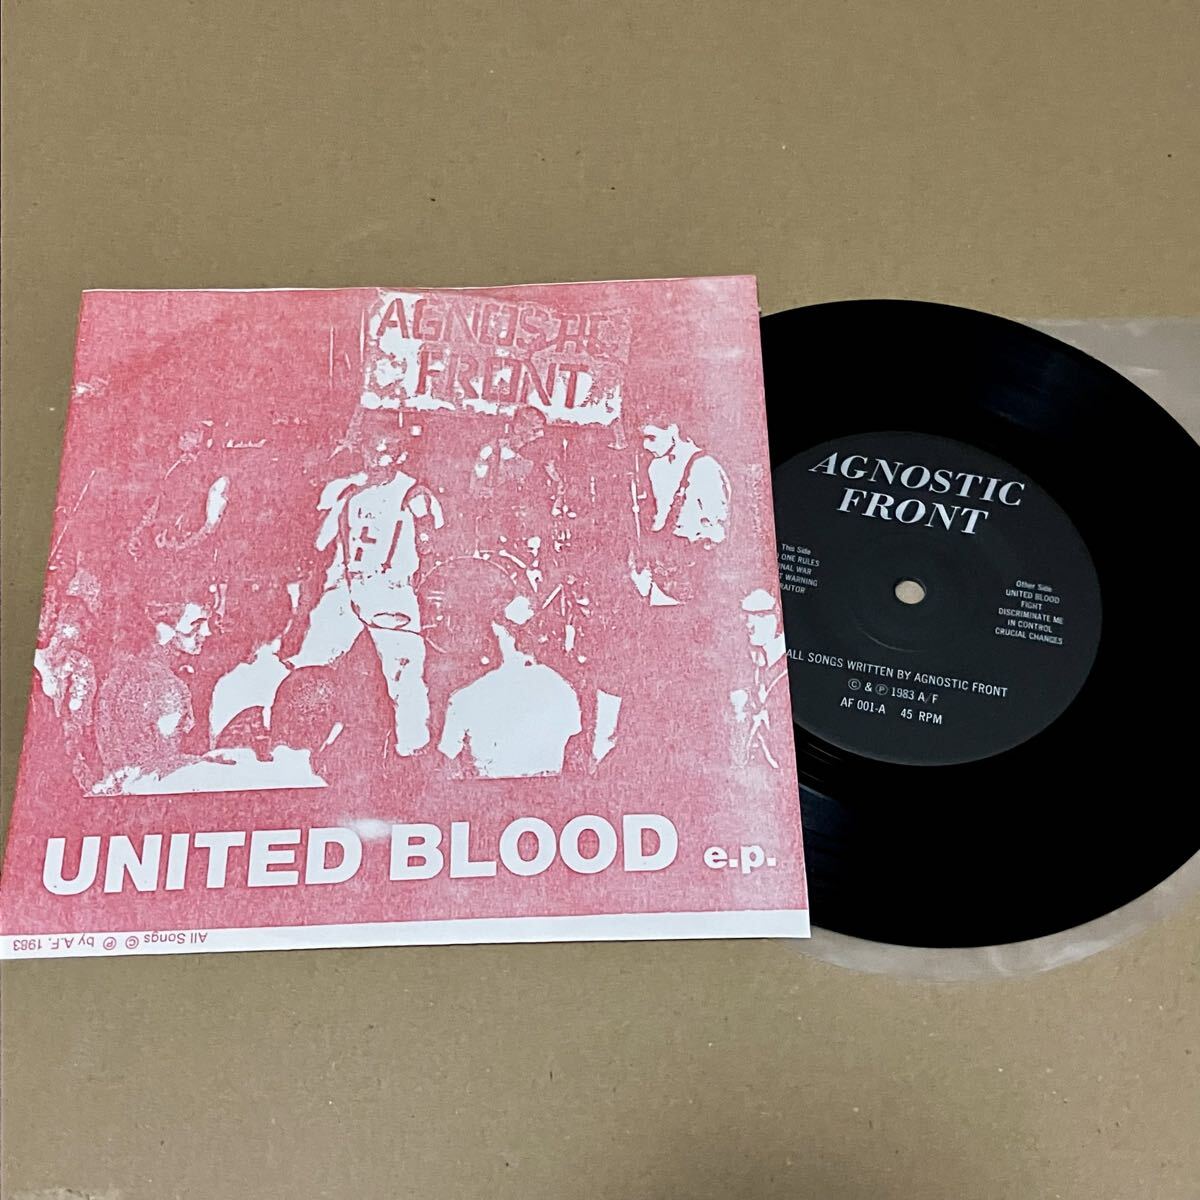 AGNOSTIC
FRONT
UNITED BLOOD e.p.
All Songs © ℗ by A.F. 1983
AGNOSTIC
FRONT
This Side
ONE RULES
WAR
WARNING
Other Side
UNITED BLOOD
FIGHT
DISCRIMINATE ME
IN CONTROL
CRUCIAL CHANGES
ALL SONGS WRITTEN BY AGNOSTIC FRONT
© & ℗ 1983 A/F
AF 001-A 45 RPM